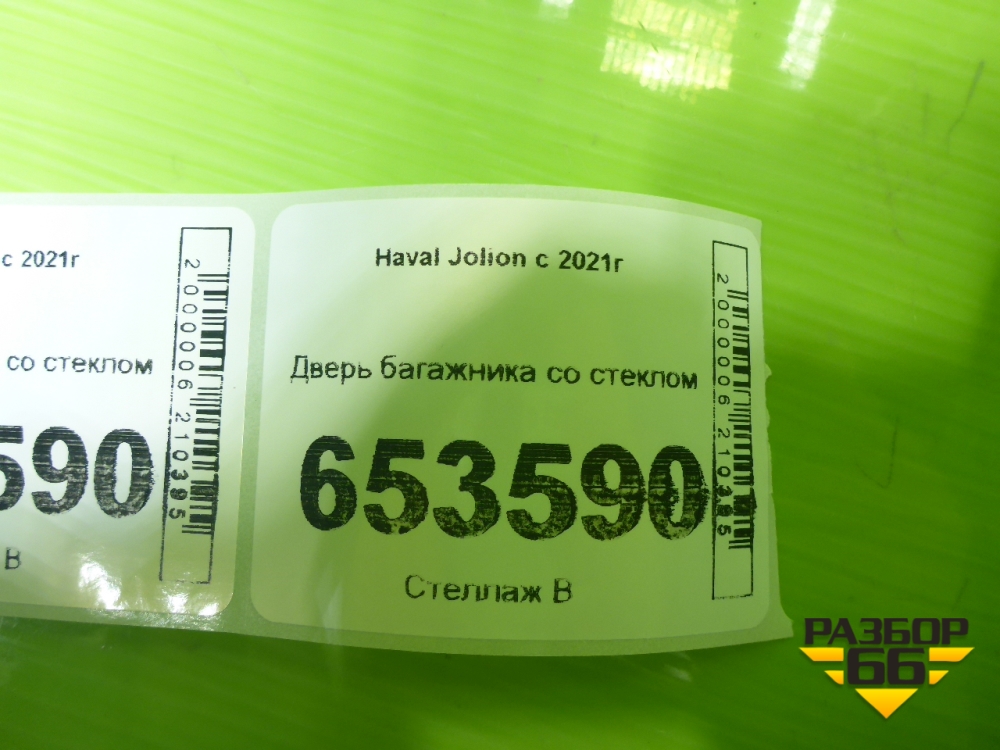 с 2021г
со стеклом
590
В
2000006210395
Haval Jolion с 2021г
Дверь багажника со стеклом
653590
Стеллаж В
2000006210395
РАЗБОР
66